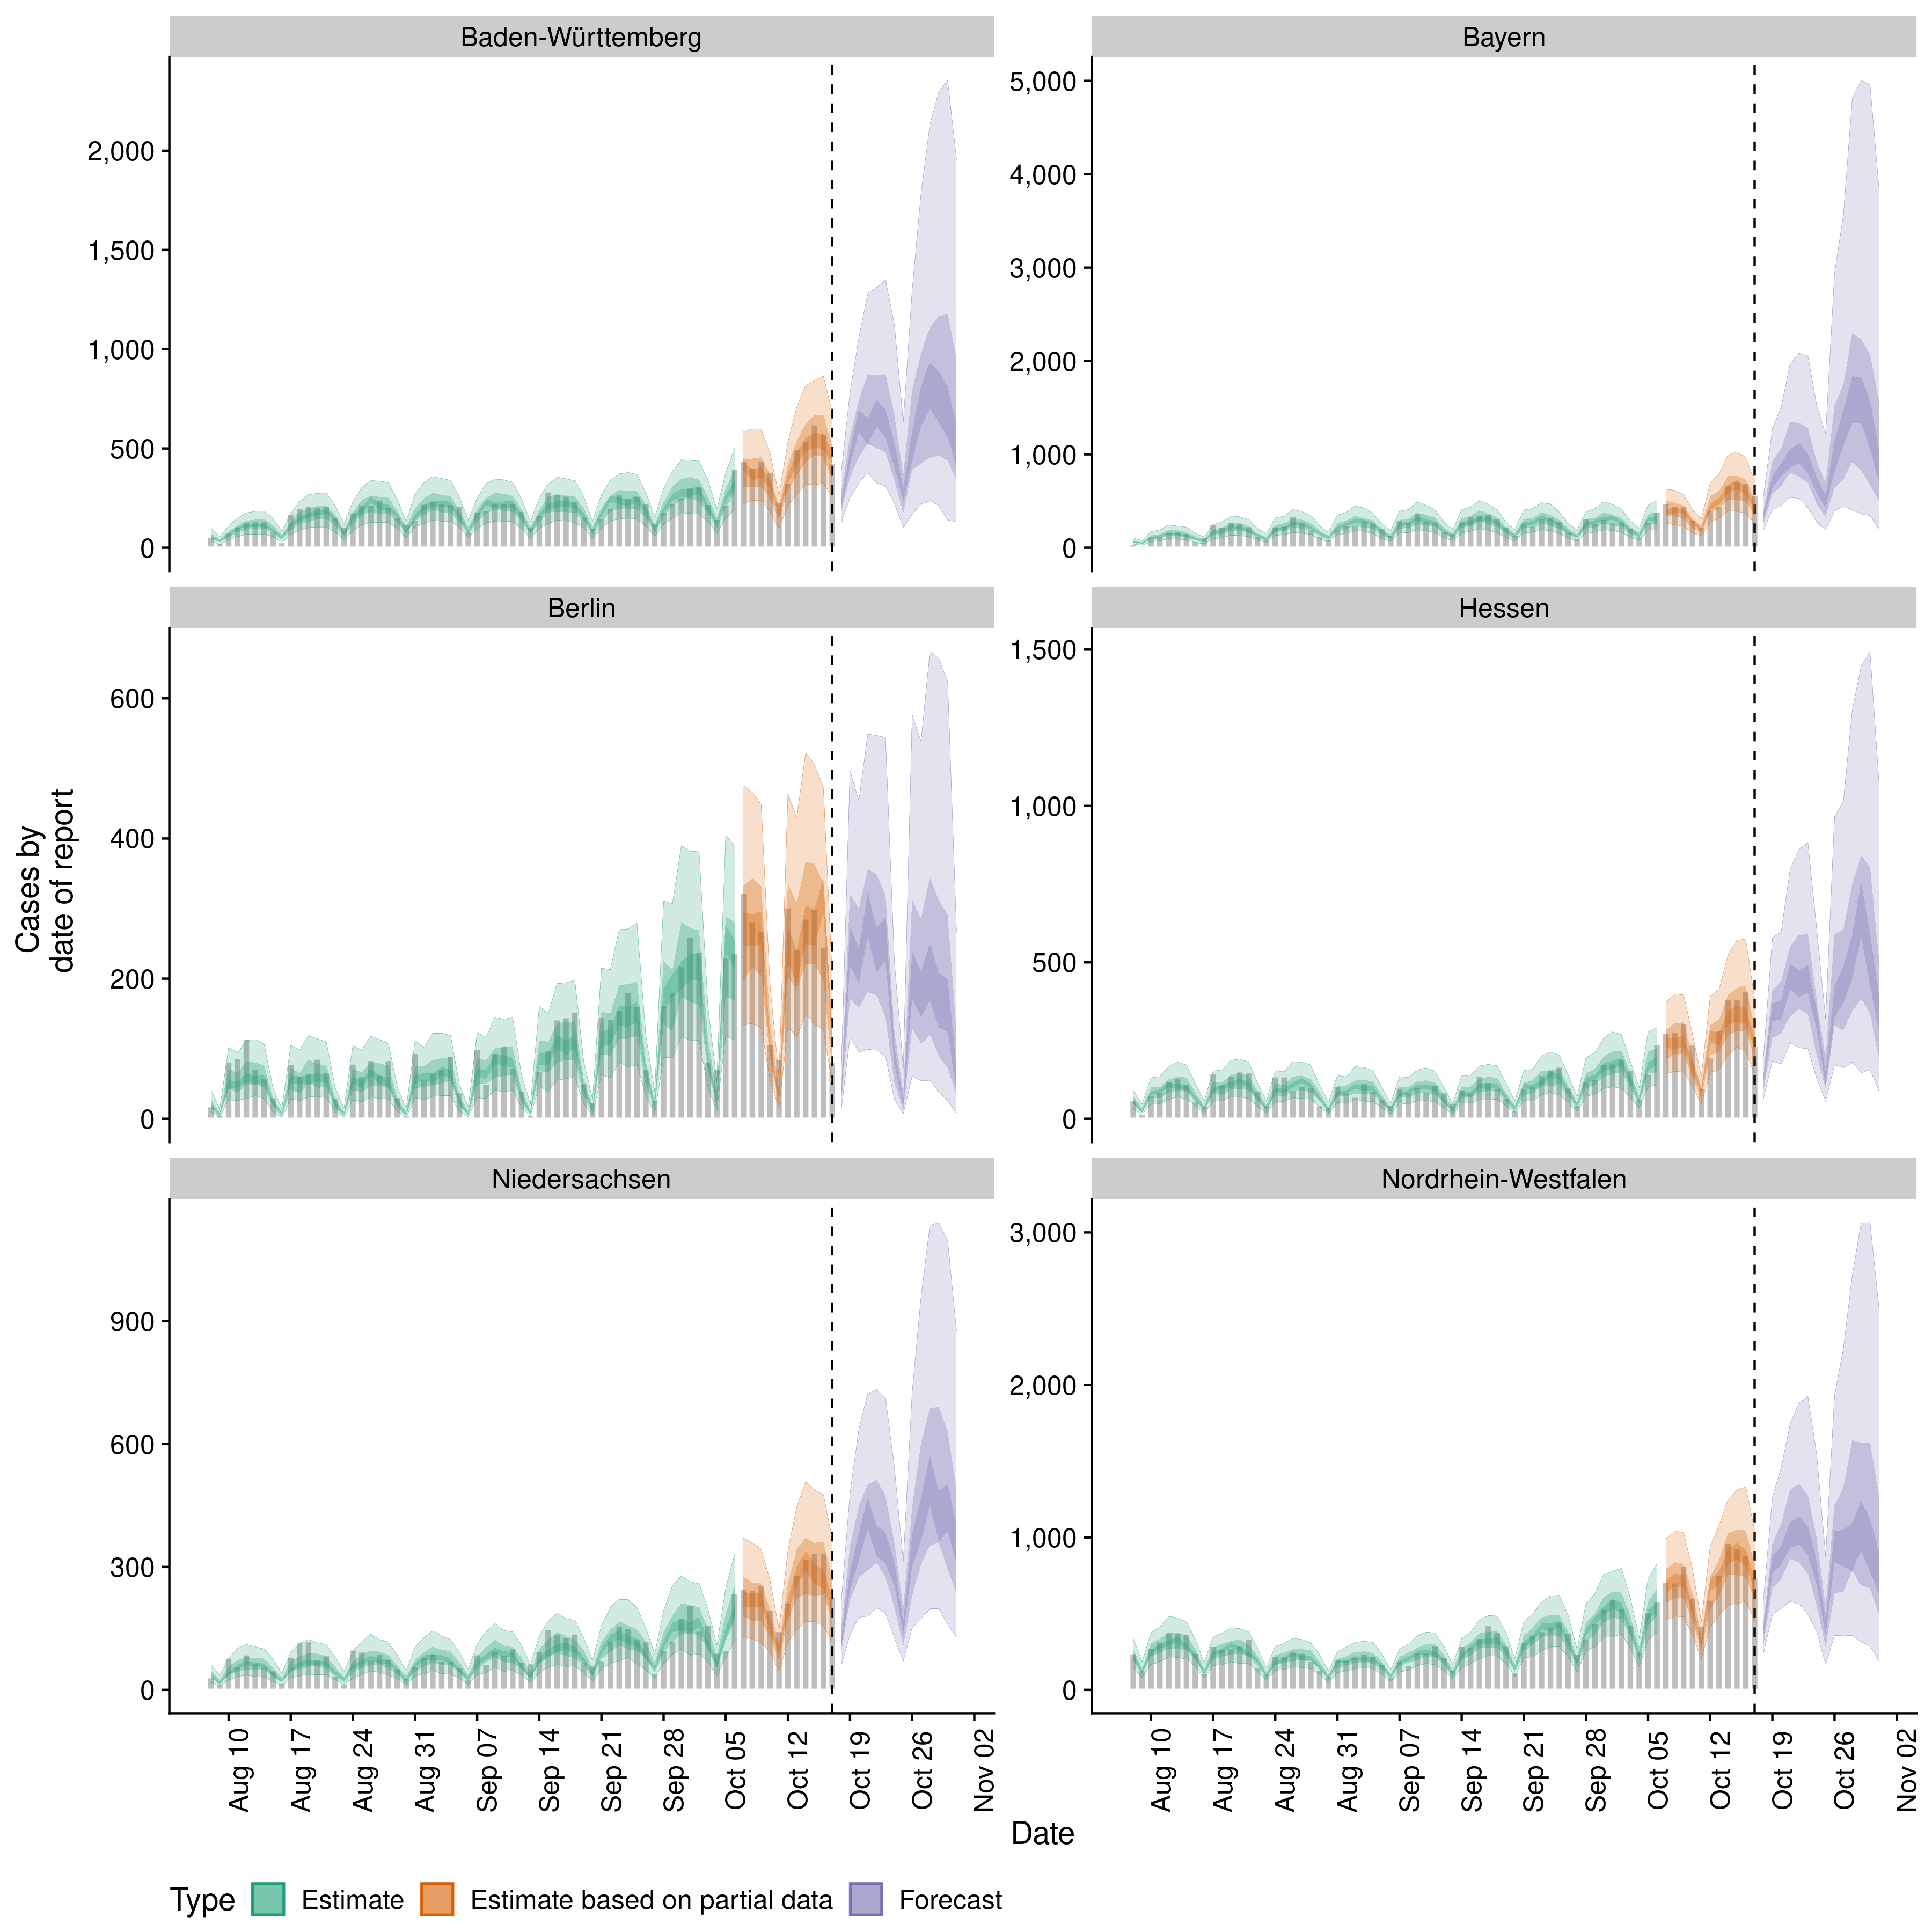 Baden-Württemberg
Bayern
2,000
1,500
1,000
500
0
5,000
4,000
3,000
2,000
1,000
0
Berlin
Hessen
600
400
200
0
1,500
1,000
500
0
Cases by
date of report
Niedersachsen
Nordrhein-Westfalen
900
600
300
0
3,000
2,000
1,000
0
Aug 10
Aug 17
Aug 24
Aug 31
Sep 07
Sep 14
Sep 21
Sep 28
Oct 05
Oct 12
Oct 19
Oct 26
Nov 02
Aug 10
Aug 17
Aug 24
Aug 31
Sep 07
Sep 14
Sep 21
Sep 28
Oct 05
Oct 12
Oct 19
Oct 26
Nov 02
Date
Type Estimate Estimate based on partial data Forecast